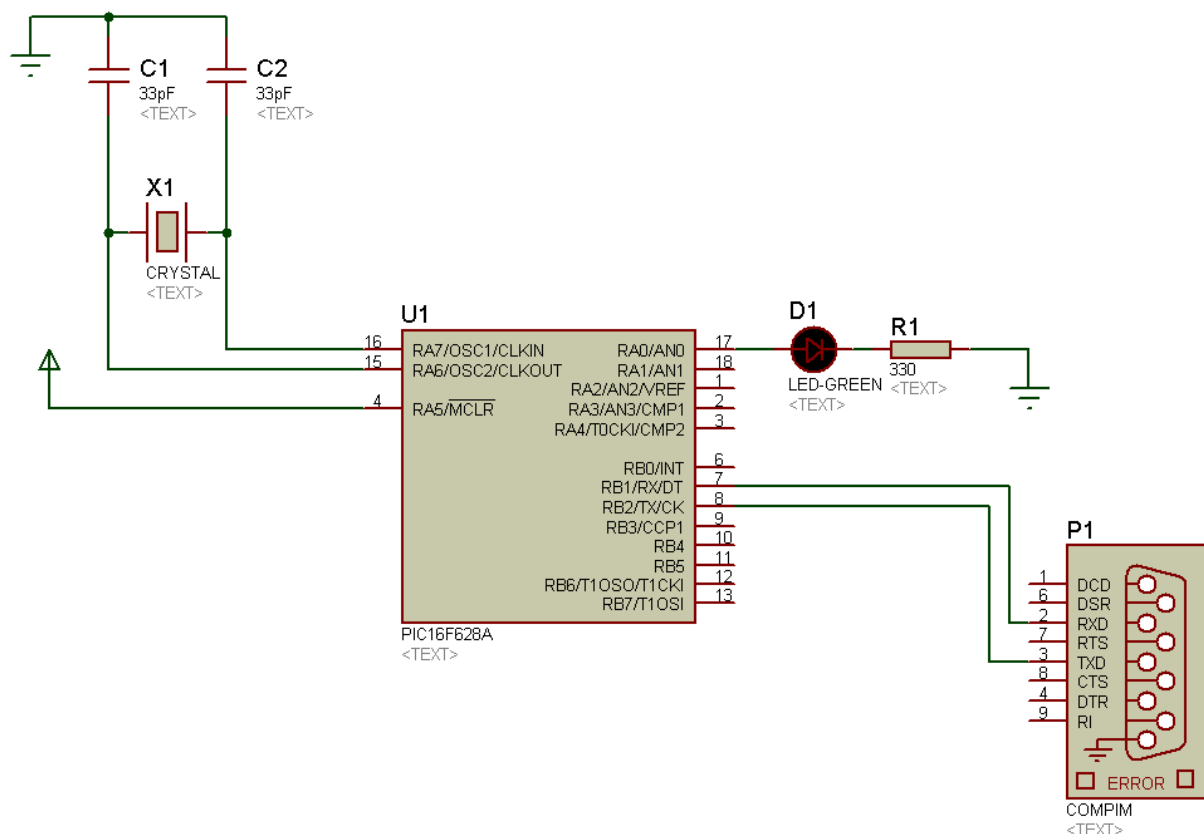 C1
33pF
<TEXT>
C2
33pF
<TEXT>
X1
CRYSTAL
<TEXT>
U1
16 RA7/OSC1/CLKIN RA0/AN0 17
15 RA6/OSC2/CLKOUT RA1/AN1 18
RA2/AN2/VREF 1
4 RA5/MCLR RA3/AN3/CMP1 2
RA4/T0CKI/CMP2 3
RB0/INT 6
RB1/RX/DT 7
RB2/TX/CK 8
RB3/CCP1 9
RB4 10
RB5 11
RB6/T1OSO/T1CKI 12
RB7/T1OSI 13
PIC16F628A
<TEXT>
D1
LED-GREEN
<TEXT>
R1
330
<TEXT>
P1
1 DCD
6 DSR
2 RXD
7 RTS
3 TXD
8 CTS
4 DTR
9 RI
ERROR
COMPIM
<TEXT>